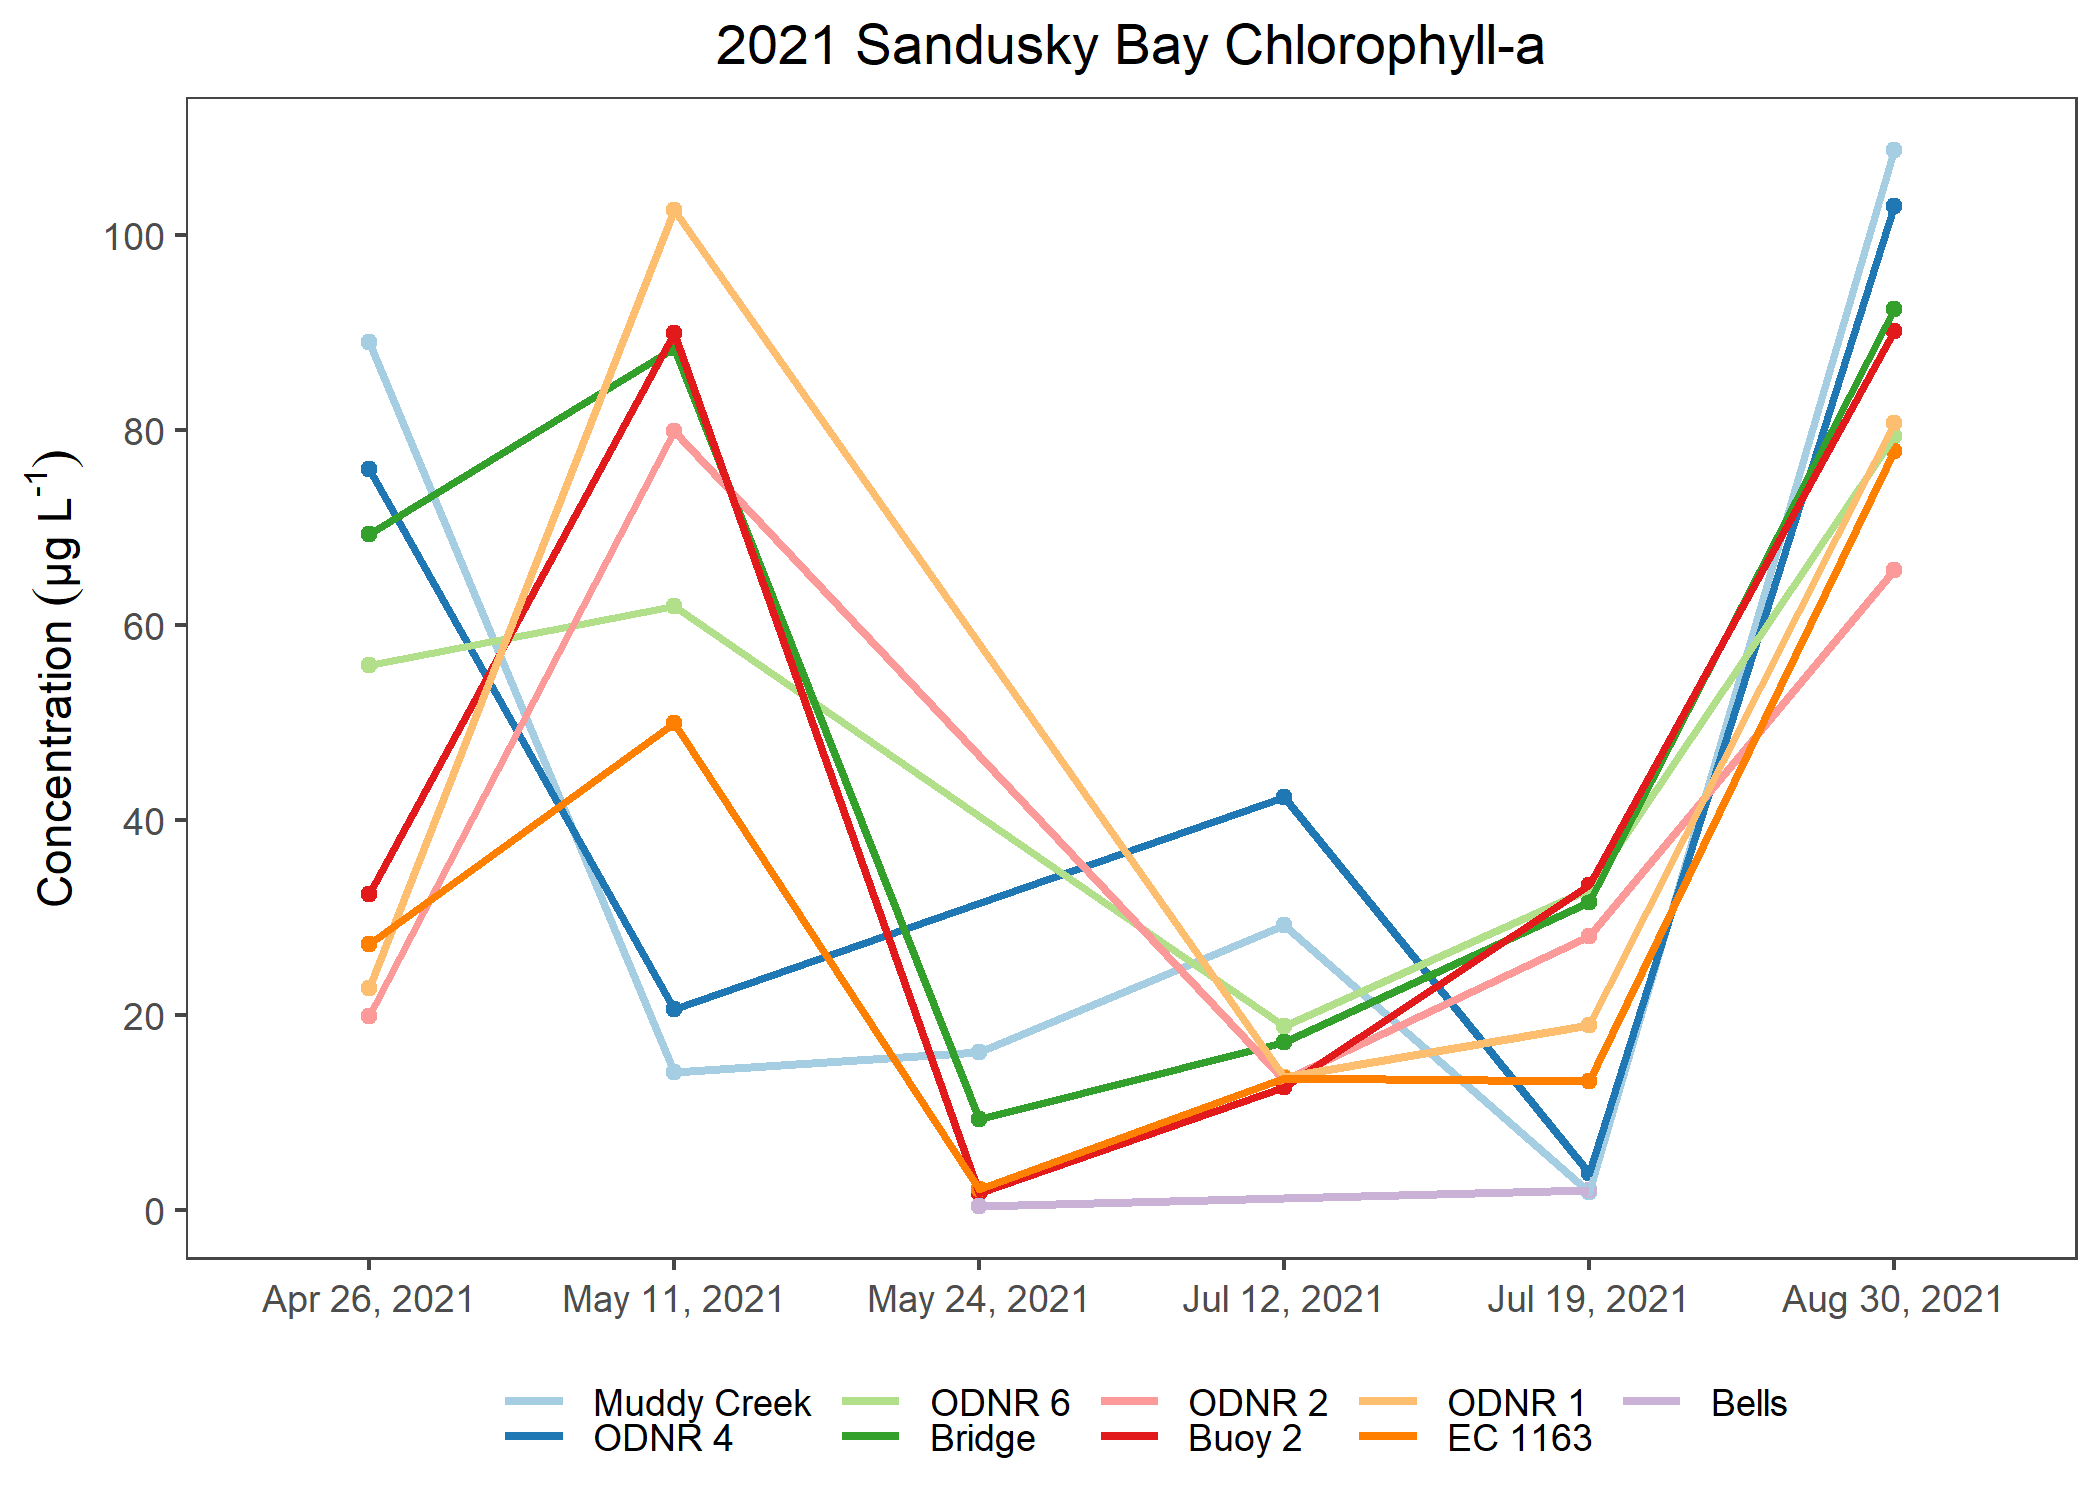 2021 Sandusky Bay Chlorophyll-a
Concentration (µg L⁻¹)
100
80
60
40
20
0
Apr 26, 2021 May 11, 2021 May 24, 2021 Jul 12, 2021 Jul 19, 2021 Aug 30, 2021
Muddy Creek ODNR 6 ODNR 2 ODNR 1 Bells
ODNR 4 Bridge Buoy 2 EC 1163